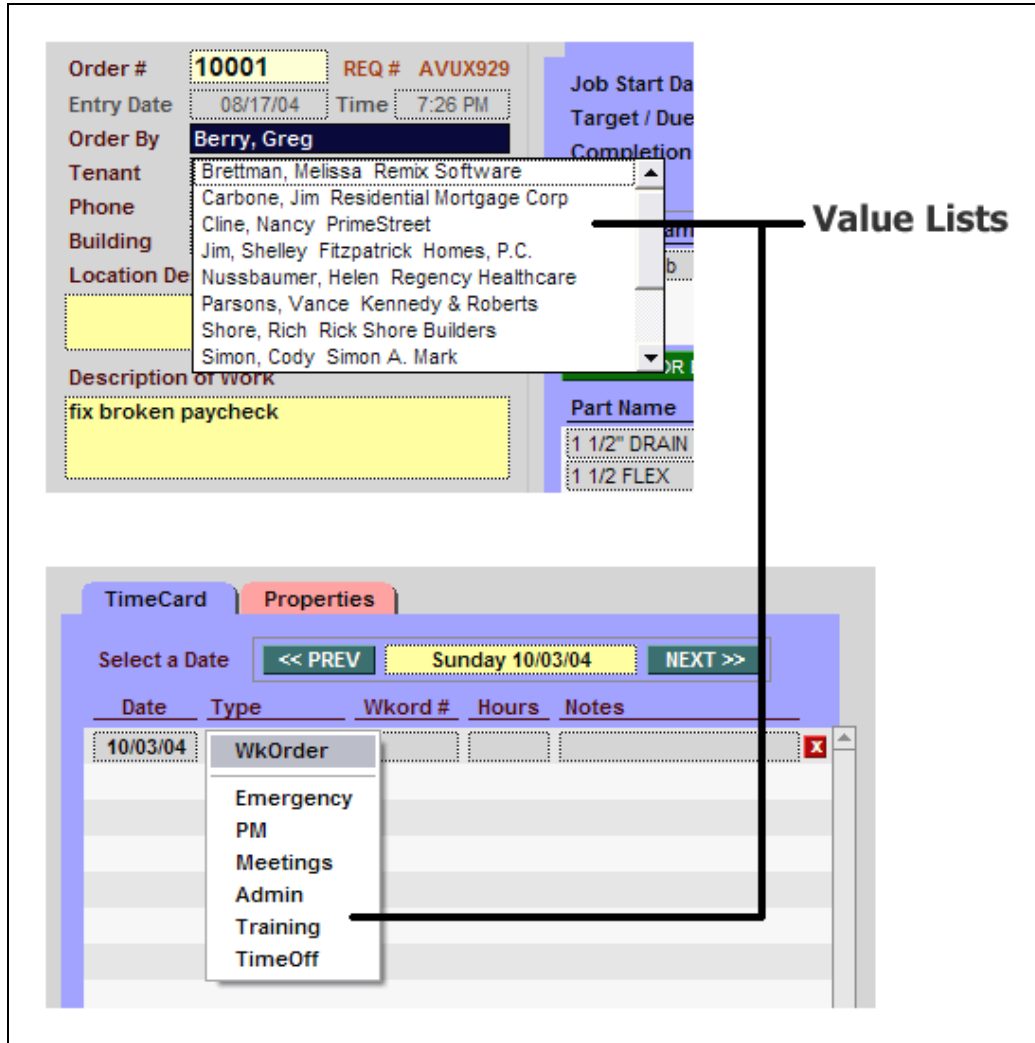 Order # 10001 REQ # AVUX929
Entry Date 08/17/04 Time 7:26 PM
Order By Berry, Greg
Tenant
Phone
Building
Location De
Brettman, Melissa Remix Software
Carbone, Jim Residential Mortgage Corp
Cline, Nancy PrimeStreet
Jim, Shelley Fitzpatrick Homes, P.C.
Nussbaumer, Helen Regency Healthcare
Parsons, Vance Kennedy & Roberts
Shore, Rich Rick Shore Builders
Simon, Cody Simon A. Mark
Description of Work
fix broken paycheck
Job Start Da
Target / Due
Completion
am
b
OR
Part Name
1 1/2" DRAIN
1 1/2 FLEX
Value Lists
TimeCard Properties
Select a Date << PREV Sunday 10/03/04 NEXT >>
Date Type Wkord # Hours Notes
10/03/04 WkOrder X
Emergency
PM
Meetings
Admin
Training
TimeOff